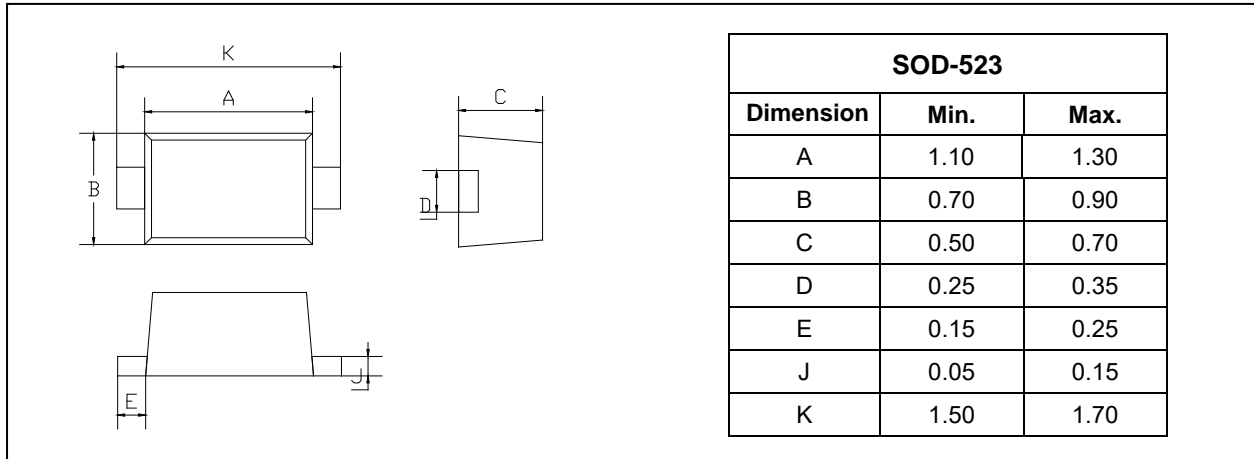 K
A
B
C
D
E
J
SOD-523
Dimension Min. Max.
A 1.10 1.30
B 0.70 0.90
C 0.50 0.70
D 0.25 0.35
E 0.15 0.25
J 0.05 0.15
K 1.50 1.70